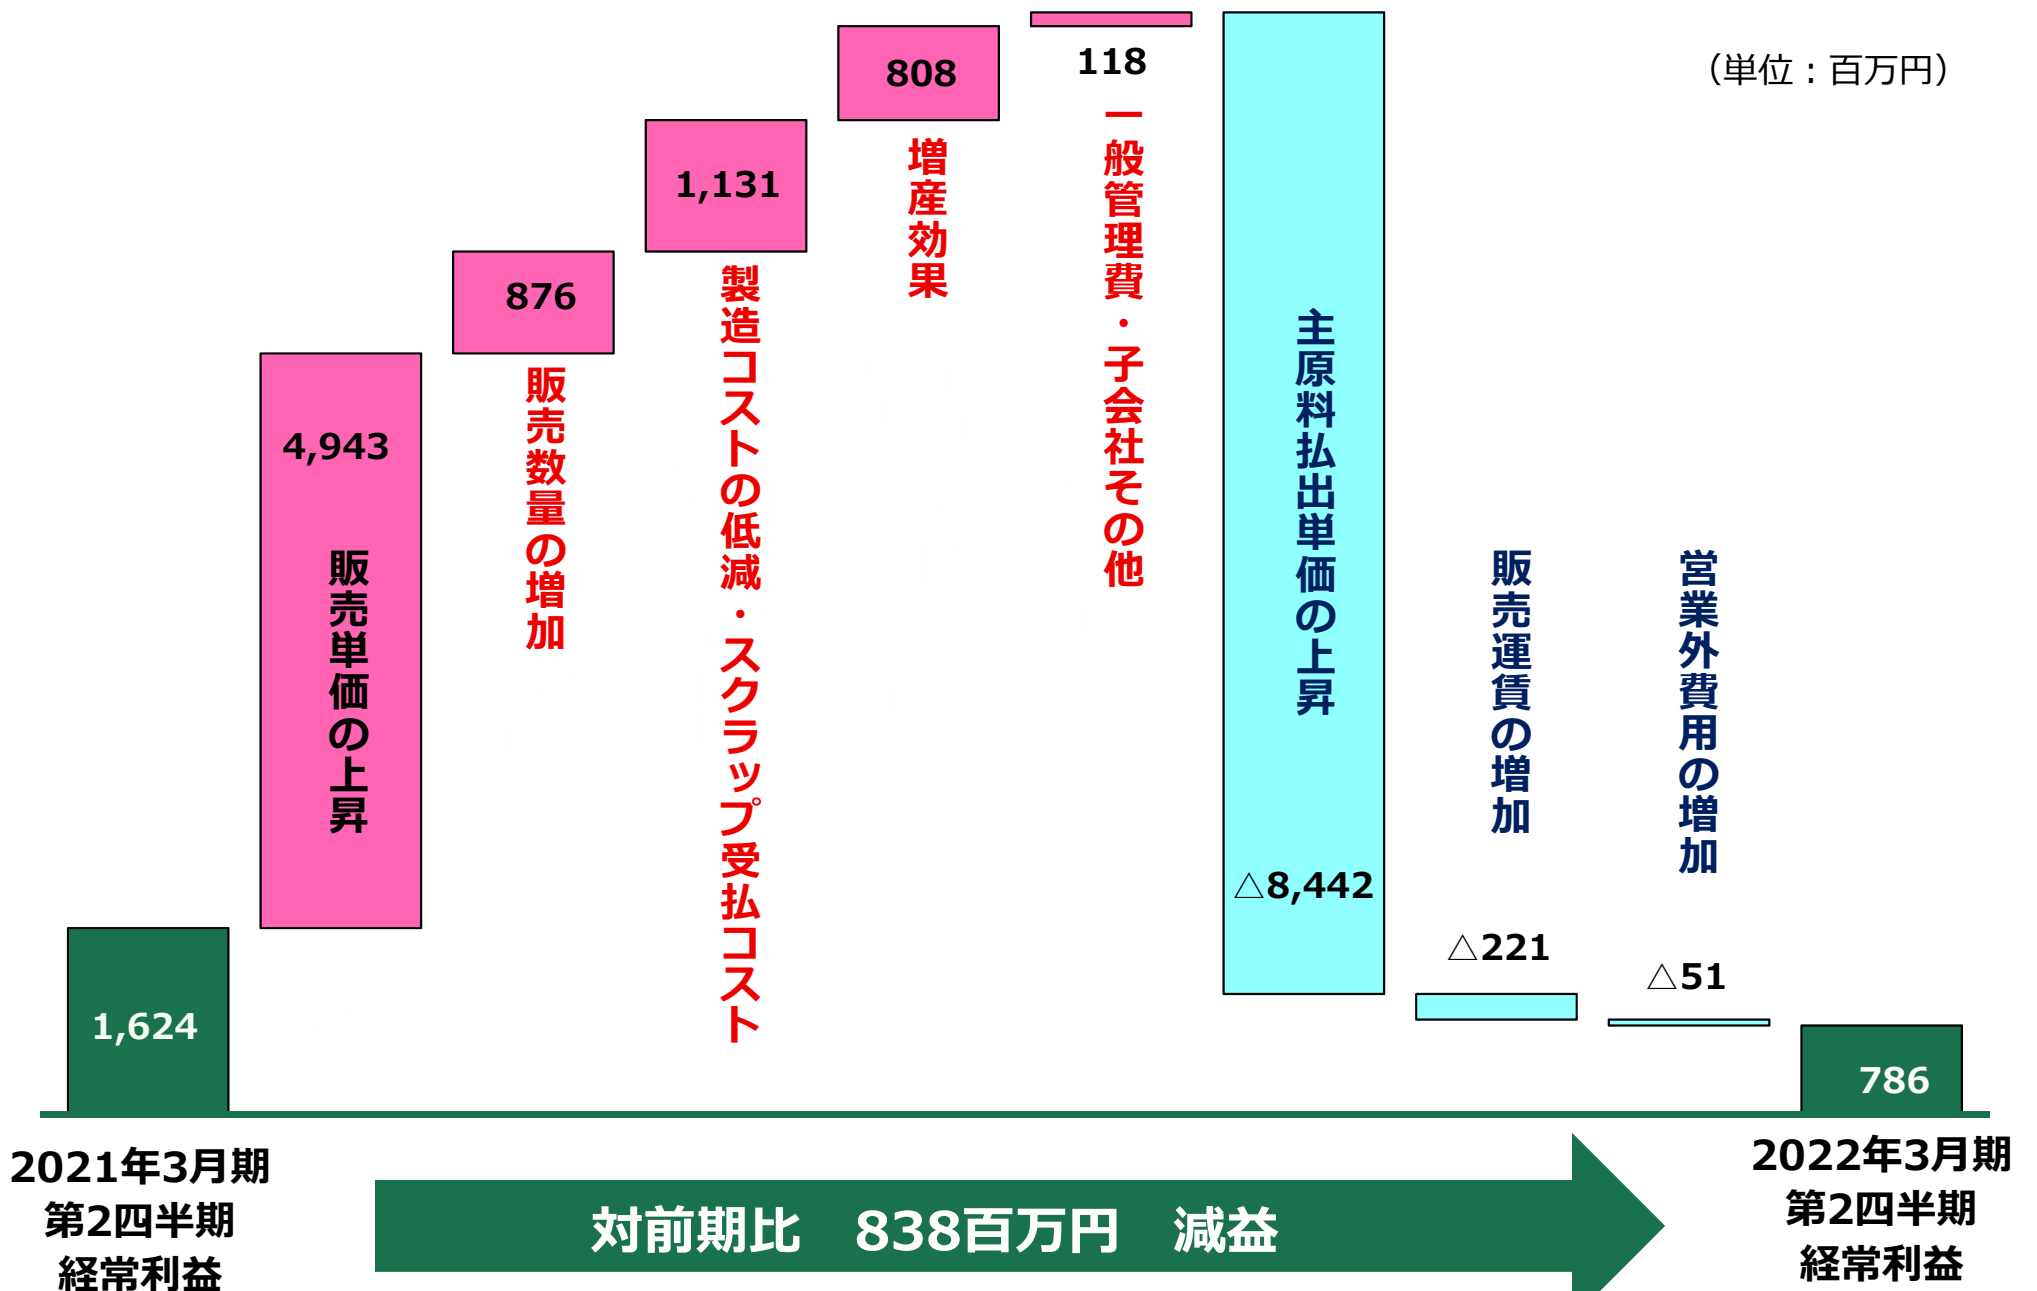 （単位：百万円）
1,624
4,943
販売単価の上昇
876
販売数量の増加
1,131
製造コストの低減・スクラップ受払コスト
808
増産効果
118
一般管理費・子会社その他
主原料払出単価の上昇
△8,442
販売運賃の増加
△221
営業外費用の増加
△51
786
2021年3月期
第2四半期
経常利益
対前期比　838百万円　減益
2022年3月期
第2四半期
経常利益